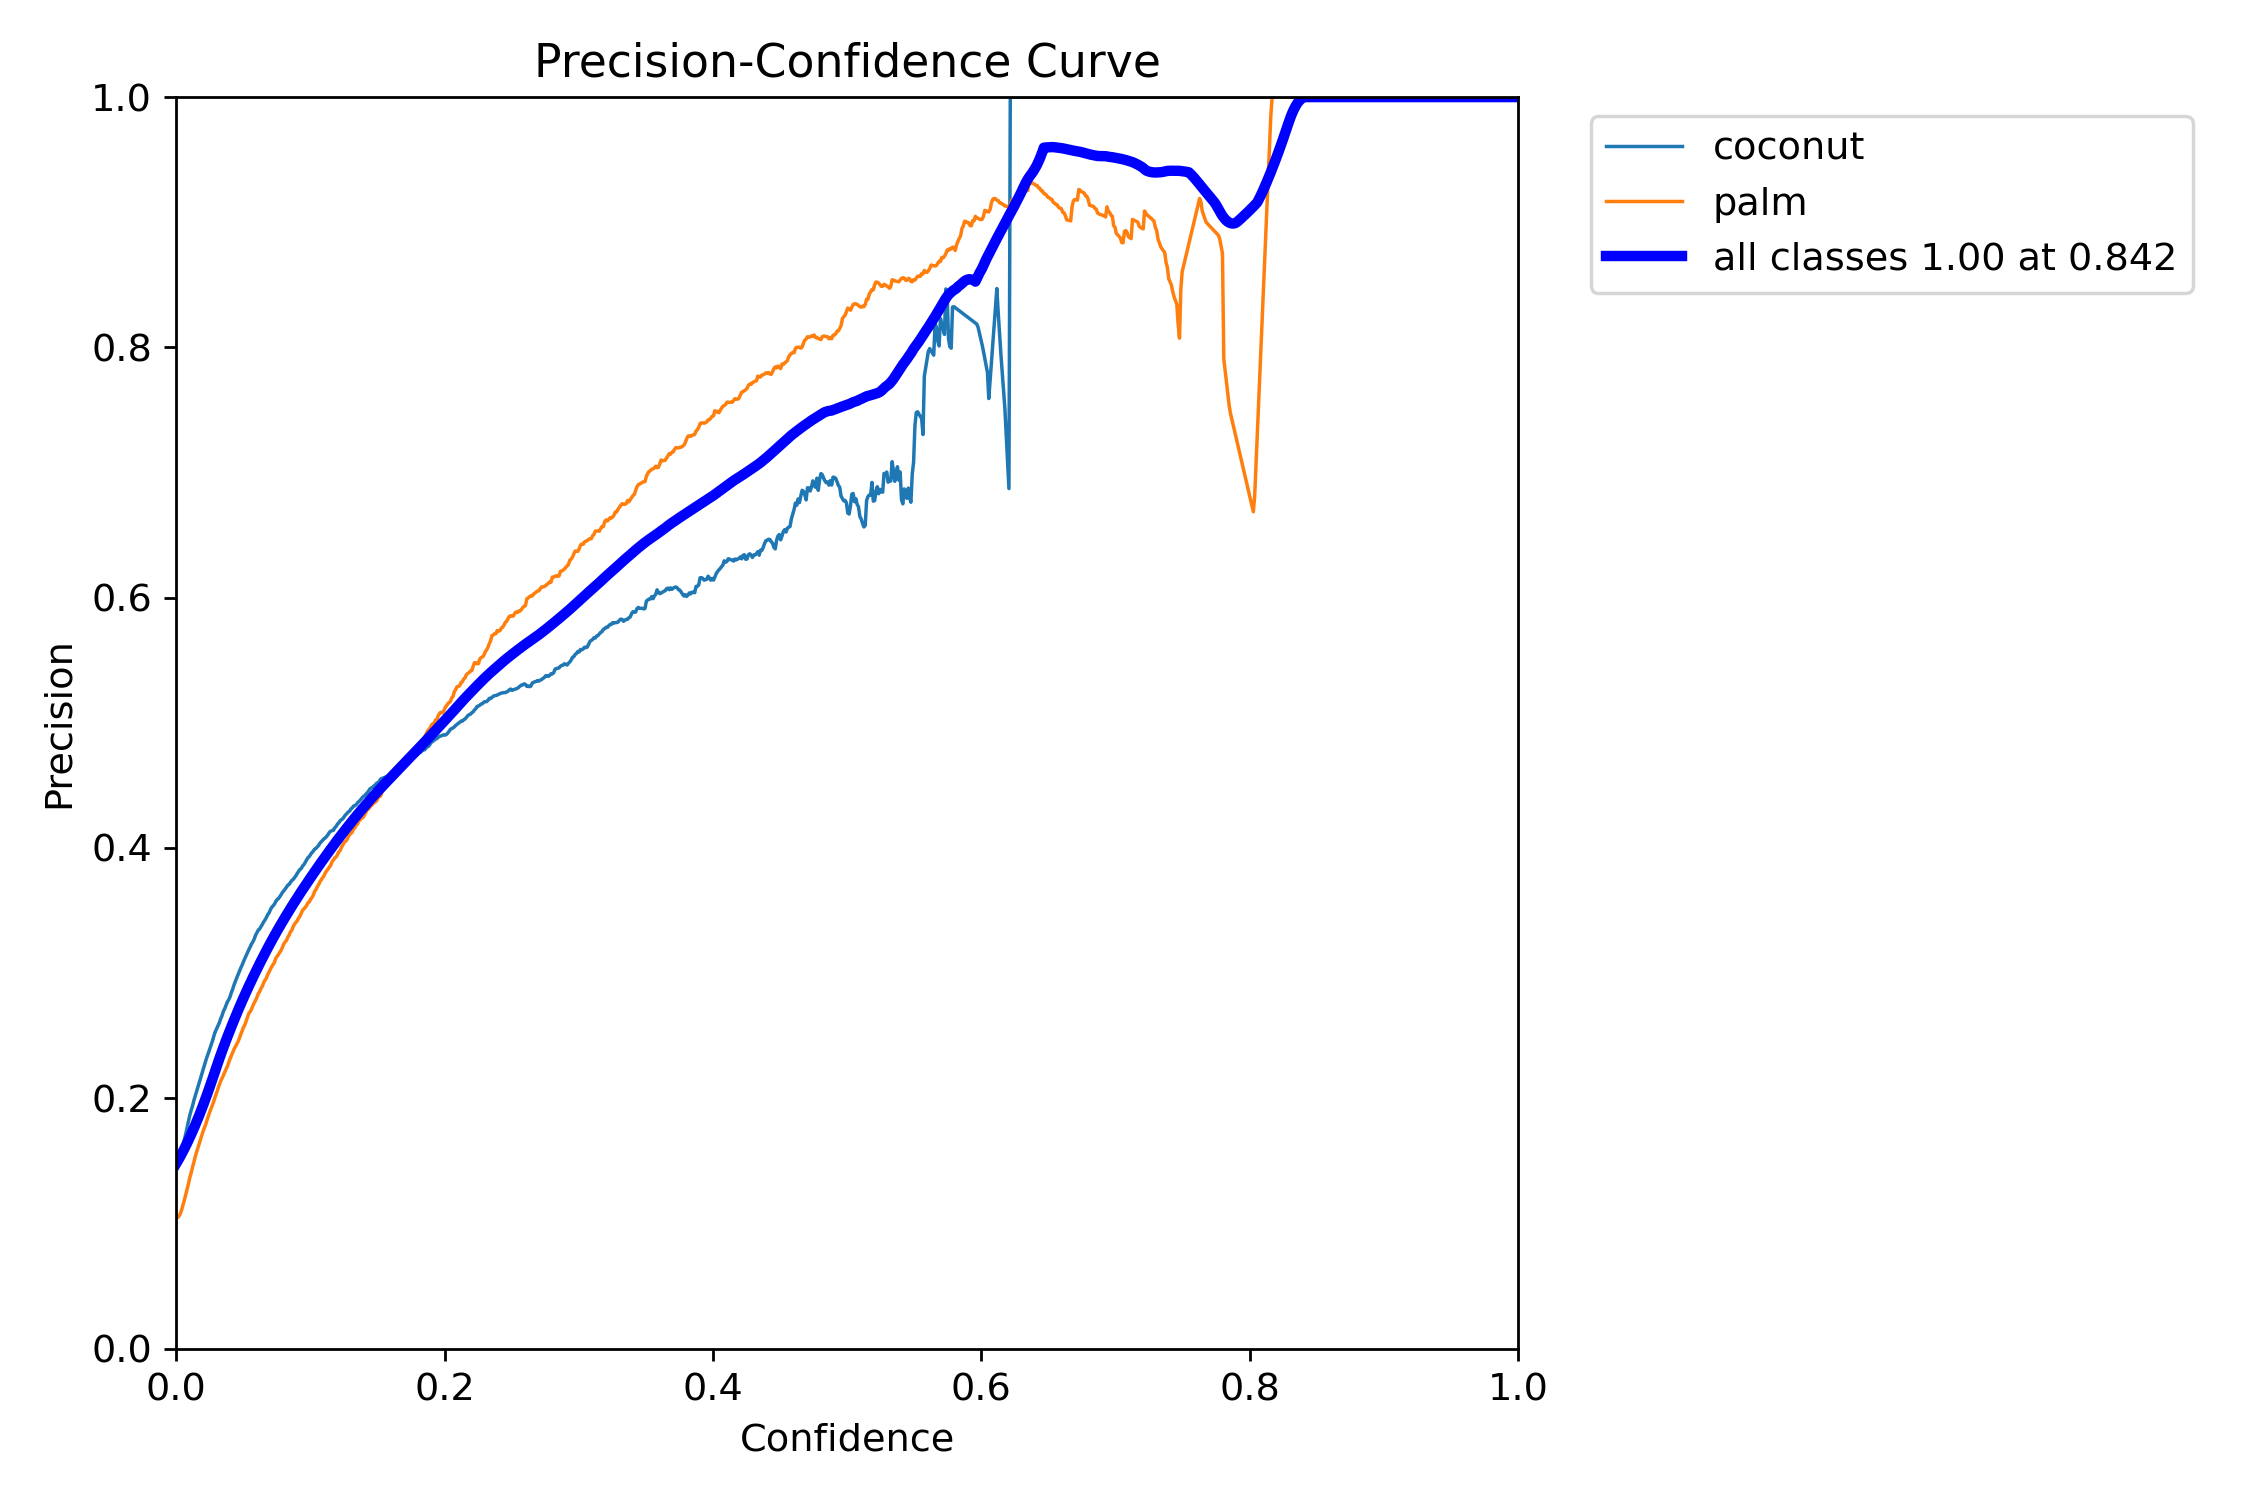 Precision-Confidence Curve
1.0
0.8
0.6
0.4
0.2
0.0
Precision
0.0 0.2 0.4 0.6 0.8 1.0
Confidence
coconut
palm
all classes 1.00 at 0.842